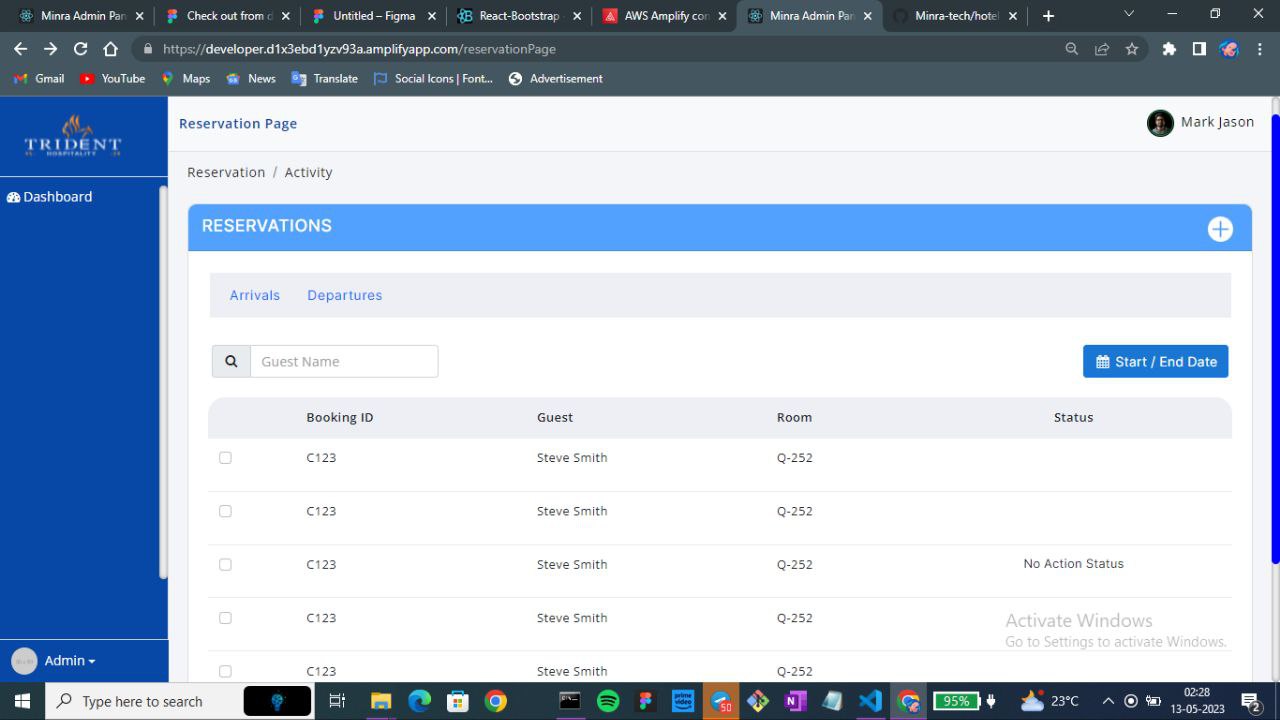 Minra Admin Pan
Check out from d
Untitled – Figma
React-Bootstrap
AWS Amplify con
Minra Admin Pan
Minra-tech/hotel
https://developer.d1x3ebd1yzv93a.amplifyapp.com/reservationPage
Gmail
YouTube
Maps
News
Translate
Social Icons | Font...
Advertisement
TRIDENT
HOSPITALITY
Reservation Page
Mark Jason
Dashboard
Reservation / Activity
RESERVATIONS
Arrivals
Departures
Guest Name
Start / End Date
Booking ID Guest Room Status
C123 Steve Smith Q-252
C123 Steve Smith Q-252
C123 Steve Smith Q-252 No Action Status
C123 Steve Smith Q-252
C123 Steve Smith Q-252
Activate Windows
Go to Settings to activate Windows.
Admin
Type here to search
prime video
95%
23°C
02:28
13-05-2023
2